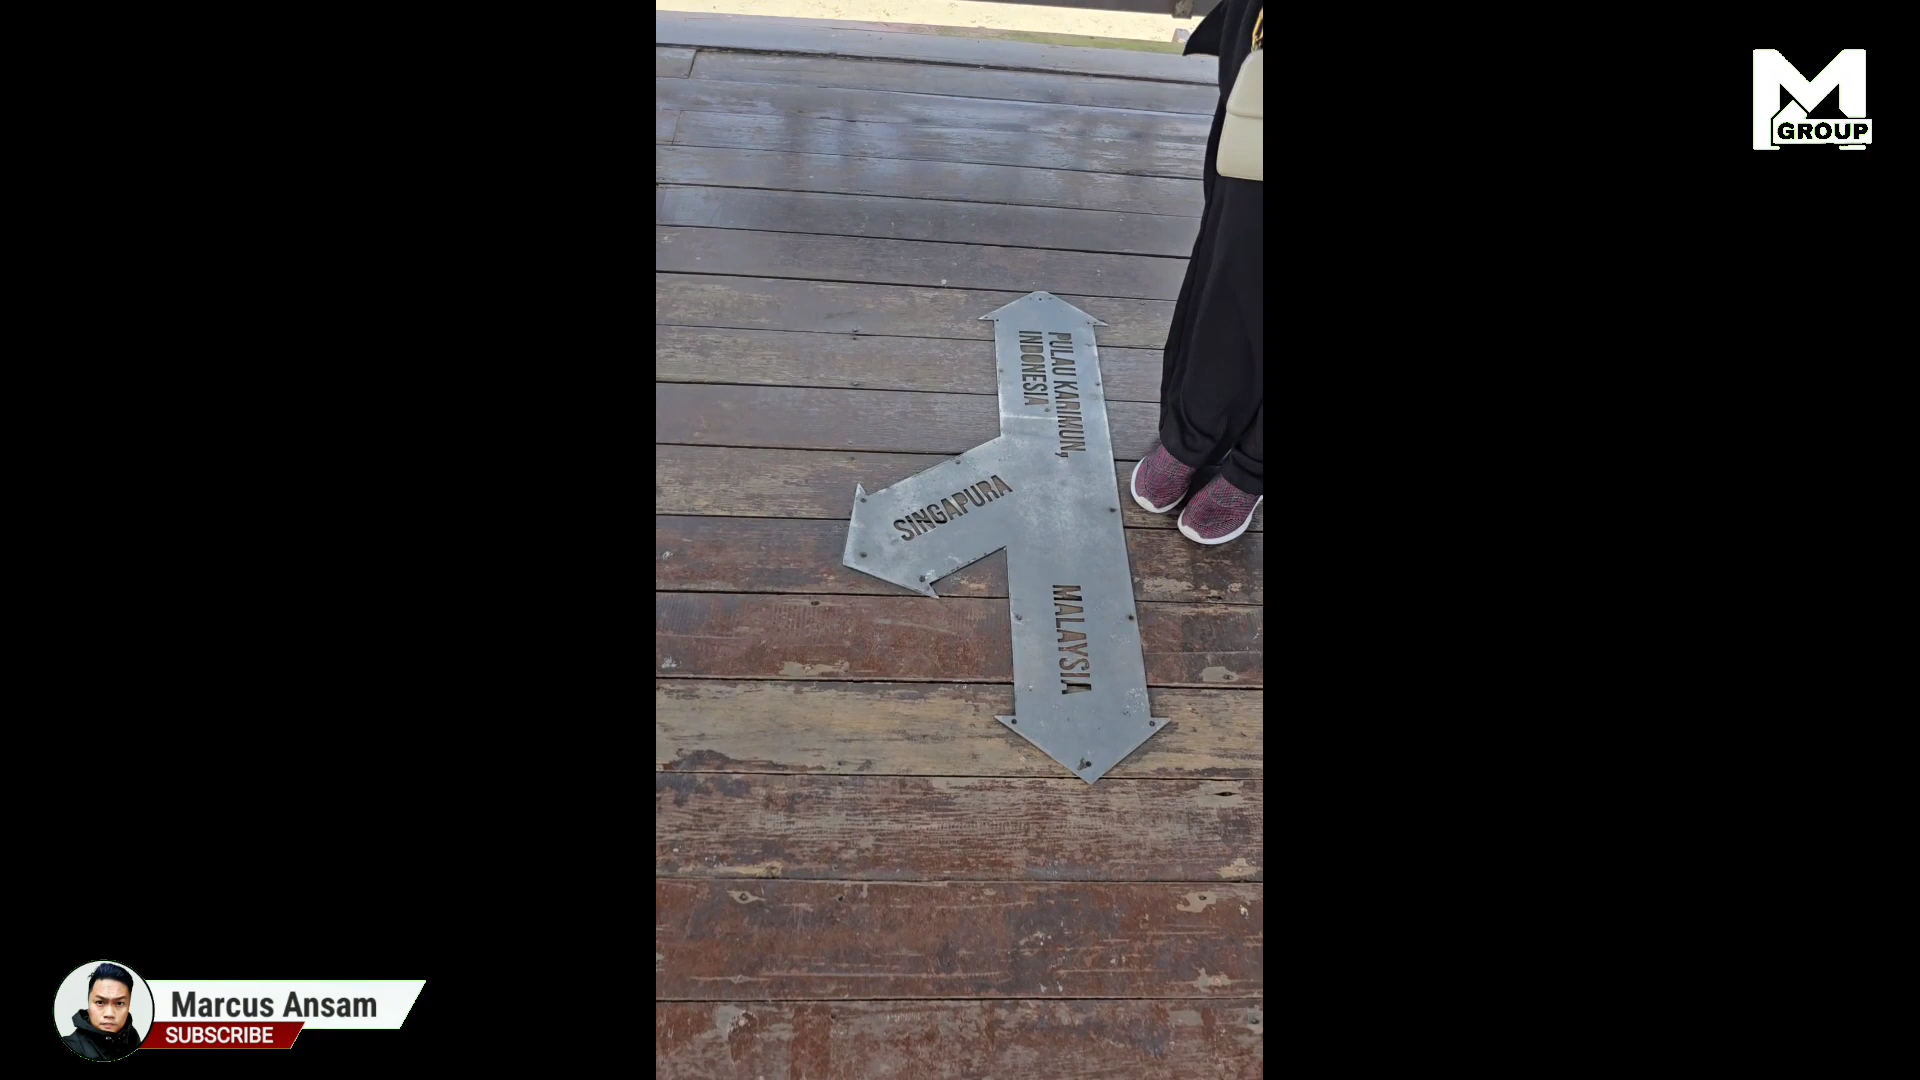 M
GROUP
PULAU KARIMUN,
INDONESIA
SINGAPURA
MALAYSIA
Marcus Ansam
SUBSCRIBE